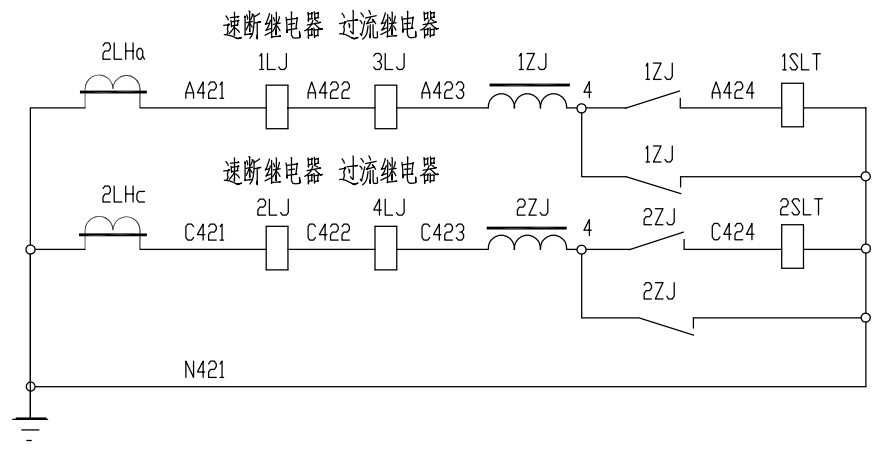 速断继电器 过流继电器
2LHa 1LJ 3LJ 1ZJ 1ZJ 1SLT
A421 A422 A423 4 A424
1ZJ
速断继电器 过流继电器
2LHc 2LJ 4LJ 2ZJ 2ZJ 2SLT
C421 C422 C423 4 C424
2ZJ
N421